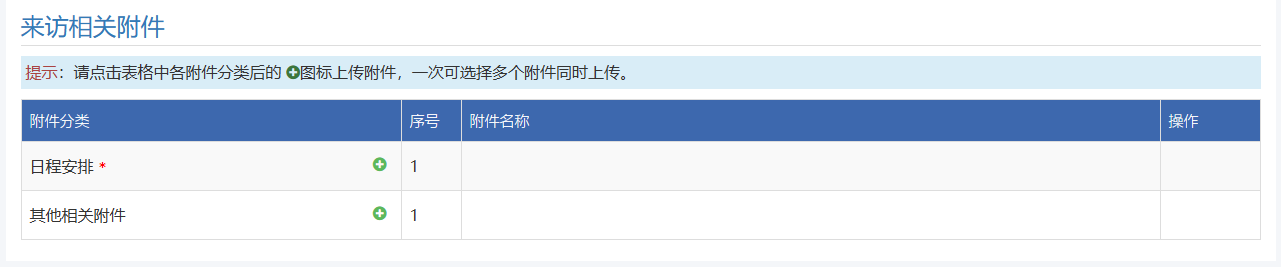 来访相关附件
提示：请点击表格中各附件分类后的 图标上传附件，一次可选择多个附件同时上传。
附件分类 序号 附件名称 操作
日程安排 * 1
其他相关附件 1